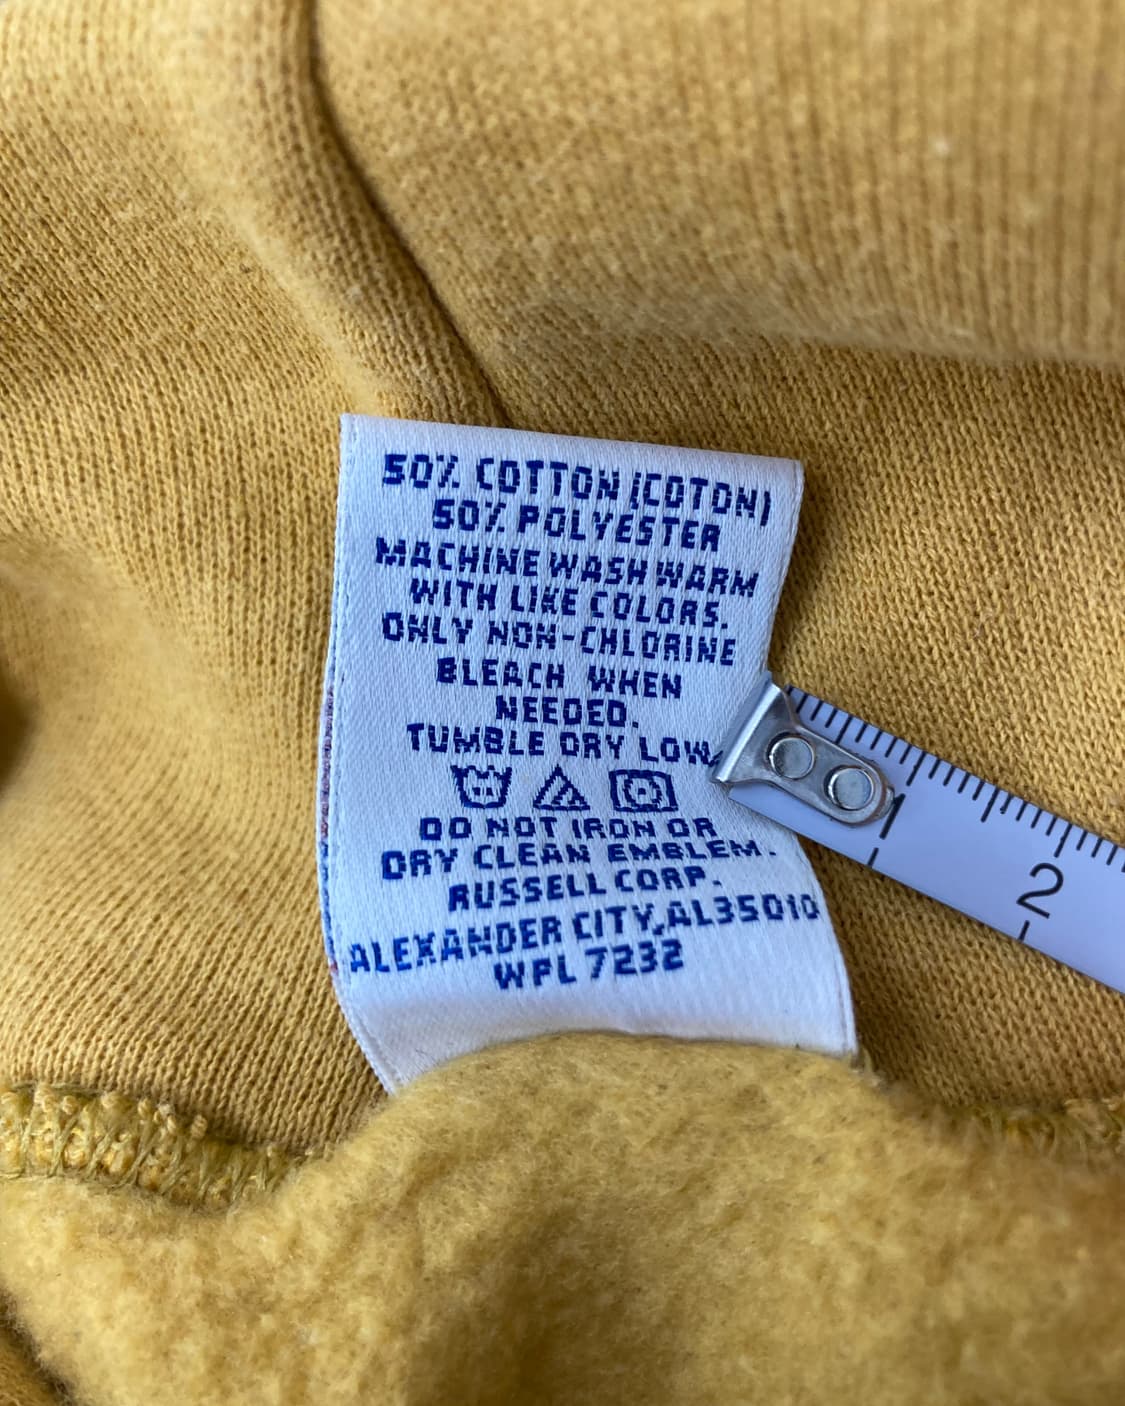 50% COTTON (COTON)
50% POLYESTER
MACHINE WASH WARM
WITH LIKE COLORS.
ONLY NON-CHLORINE
BLEACH WHEN
NEEDED.
TUMBLE DRY LOW.
DO NOT IRON OR
DRY CLEAN EMBLEM.
RUSSELL CORP.
ALEXANDER CITY, AL35010
WPL 7232
1
2